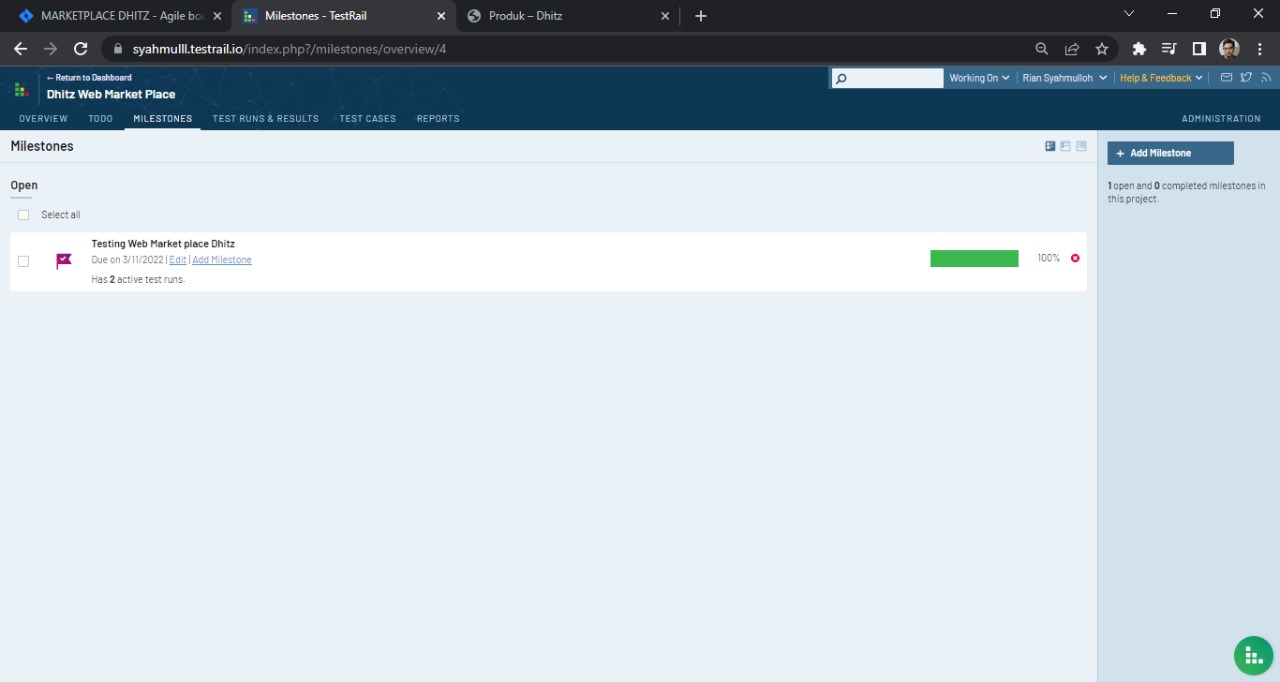 MARKETPLACE DHITZ - Agile bo
Milestones - TestRail
Produk – Dhitz
syahmulll.testrail.io/index.php?/milestones/overview/4
← Return to Dashboard
Dhitz Web Market Place
Working On
Rian Syahmulloh
Help & Feedback
OVERVIEW
TODO
MILESTONES
TEST RUNS & RESULTS
TEST CASES
REPORTS
ADMINISTRATION
Milestones
+ Add Milestone
1 open and 0 completed milestones in
this project.
Open
Select all
Testing Web Market place Dhitz
Due on 3/11/2022 | Edit | Add Milestone
Has 2 active test runs.
100%